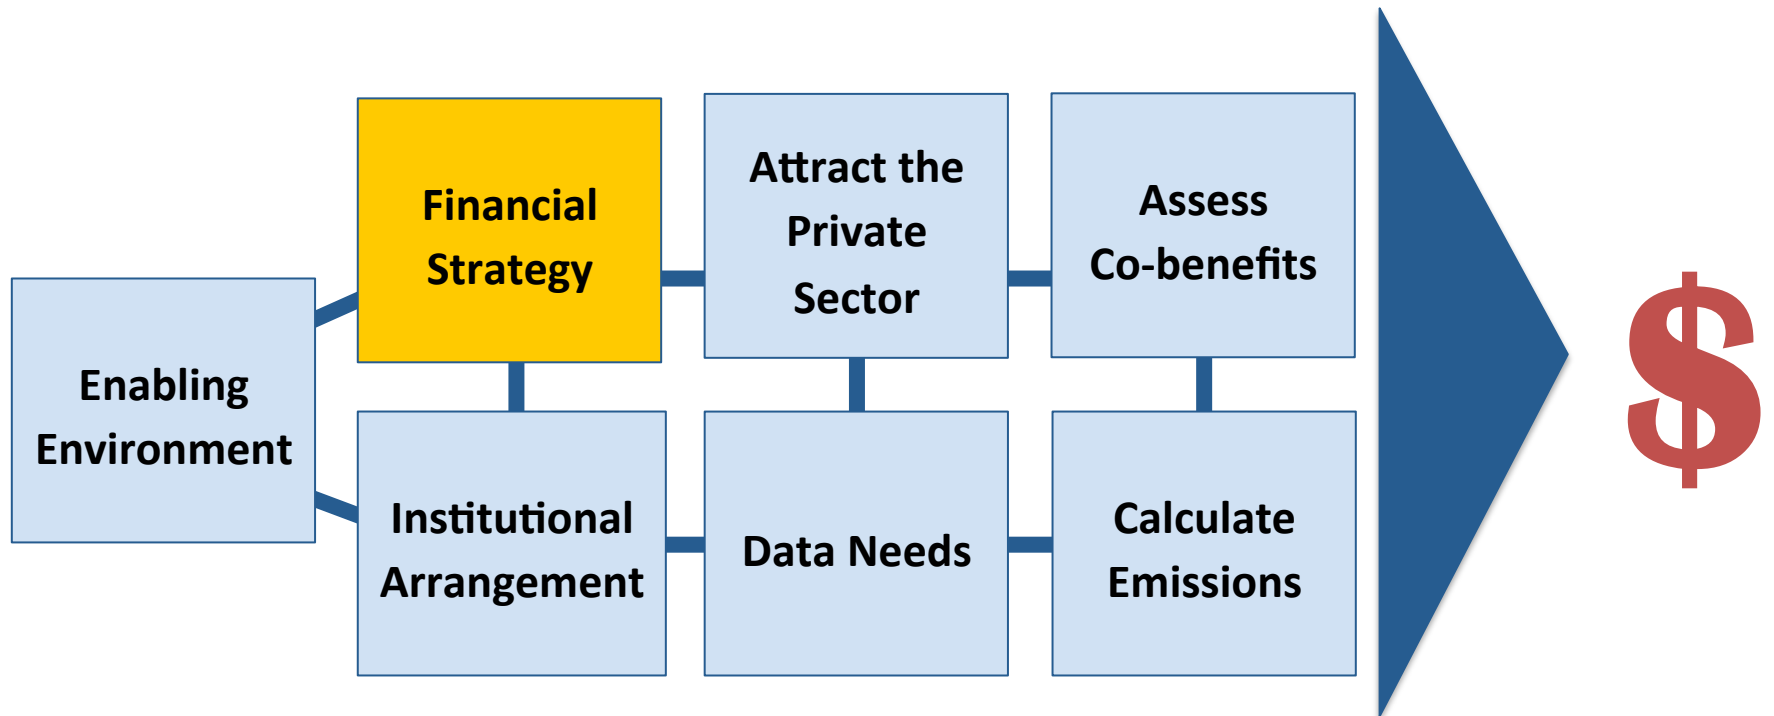 Enabling
Environment
Financial
Strategy
Institutional
Arrangement
Attract the
Private
Sector
Data Needs
Assess
Co-benefits
Calculate
Emissions
$